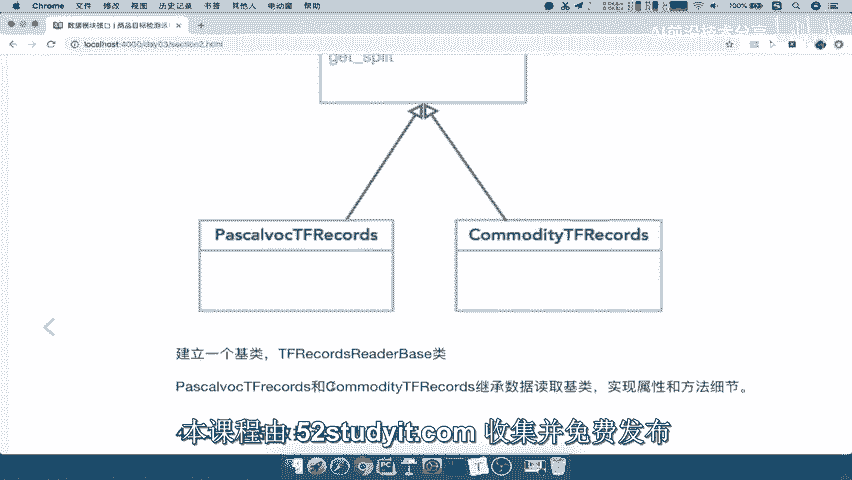 Chrome 文件 修改 视图 历史记录 书签 其他人 电动窗 帮助
100%
数据模块接口 | 商品目标检测
localhost:4000/day03/section2.html
get_split
PascalvocTFRecords
CommodityTFRecords
建立一个基类，TFRecordsReaderBase类
PascalvocTFrecords和CommodityTFRecords继承数据读取基类，实现属性和方法细节。
本课程由 52studyit.com 收集并免费发布